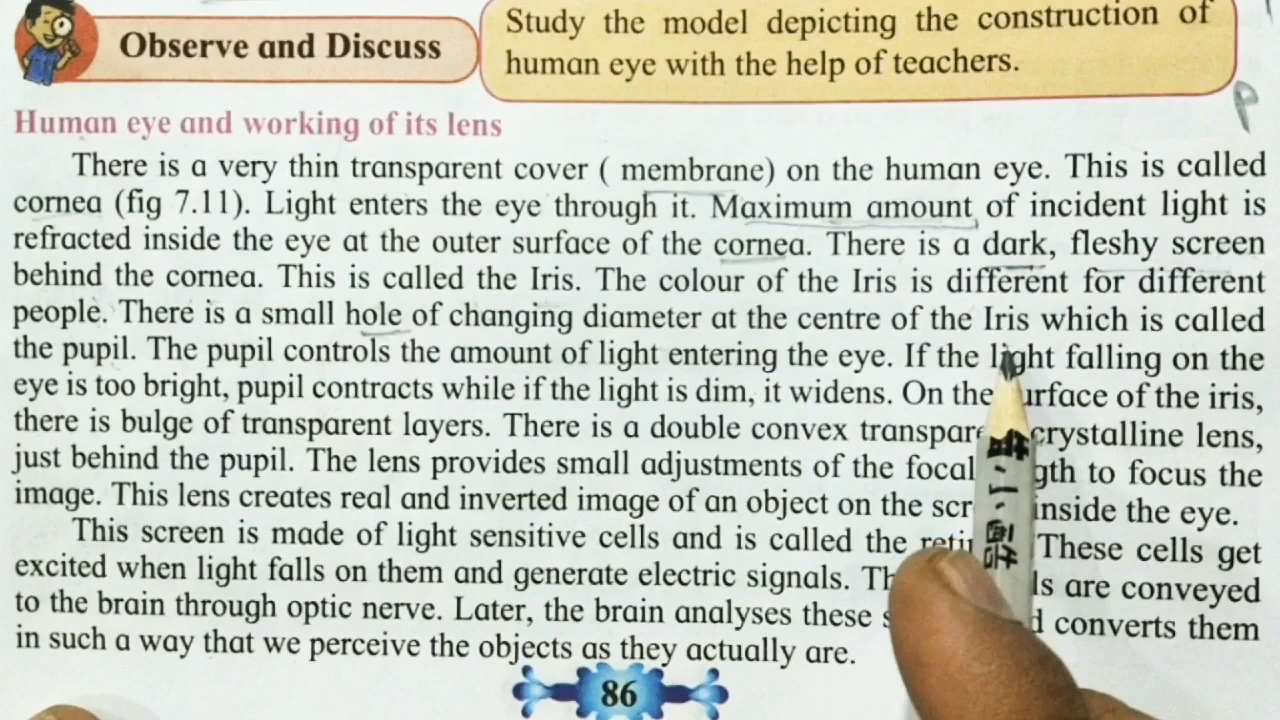 Observe and Discuss
Study the model depicting the construction of
human eye with the help of teachers.
P
Human eye and working of its lens
There is a very thin transparent cover ( membrane) on the human eye. This is called
cornea (fig 7.11). Light enters the eye through it. Maximum amount of incident light is
refracted inside the eye at the outer surface of the cornea. There is a dark, fleshy screen
behind the cornea. This is called the Iris. The colour of the Iris is different for different
people. There is a small hole of changing diameter at the centre of the Iris which is called
the pupil. The pupil controls the amount of light entering the eye. If the light falling on the
eye is too bright, pupil contracts while if the light is dim, it widens. On the urface of the iris,
there is bulge of transparent layers. There is a double convex transpare crystalline lens,
just behind the pupil. The lens provides small adjustments of the focal gth to focus the
image. This lens creates real and inverted image of an object on the scr inside the eye.
This screen is made of light sensitive cells and is called the reti These cells get
excited when light falls on them and generate electric signals. Th ls are conveyed
to the brain through optic nerve. Later, the brain analyses these s d converts them
in such a way that we perceive the objects as they actually are.
86